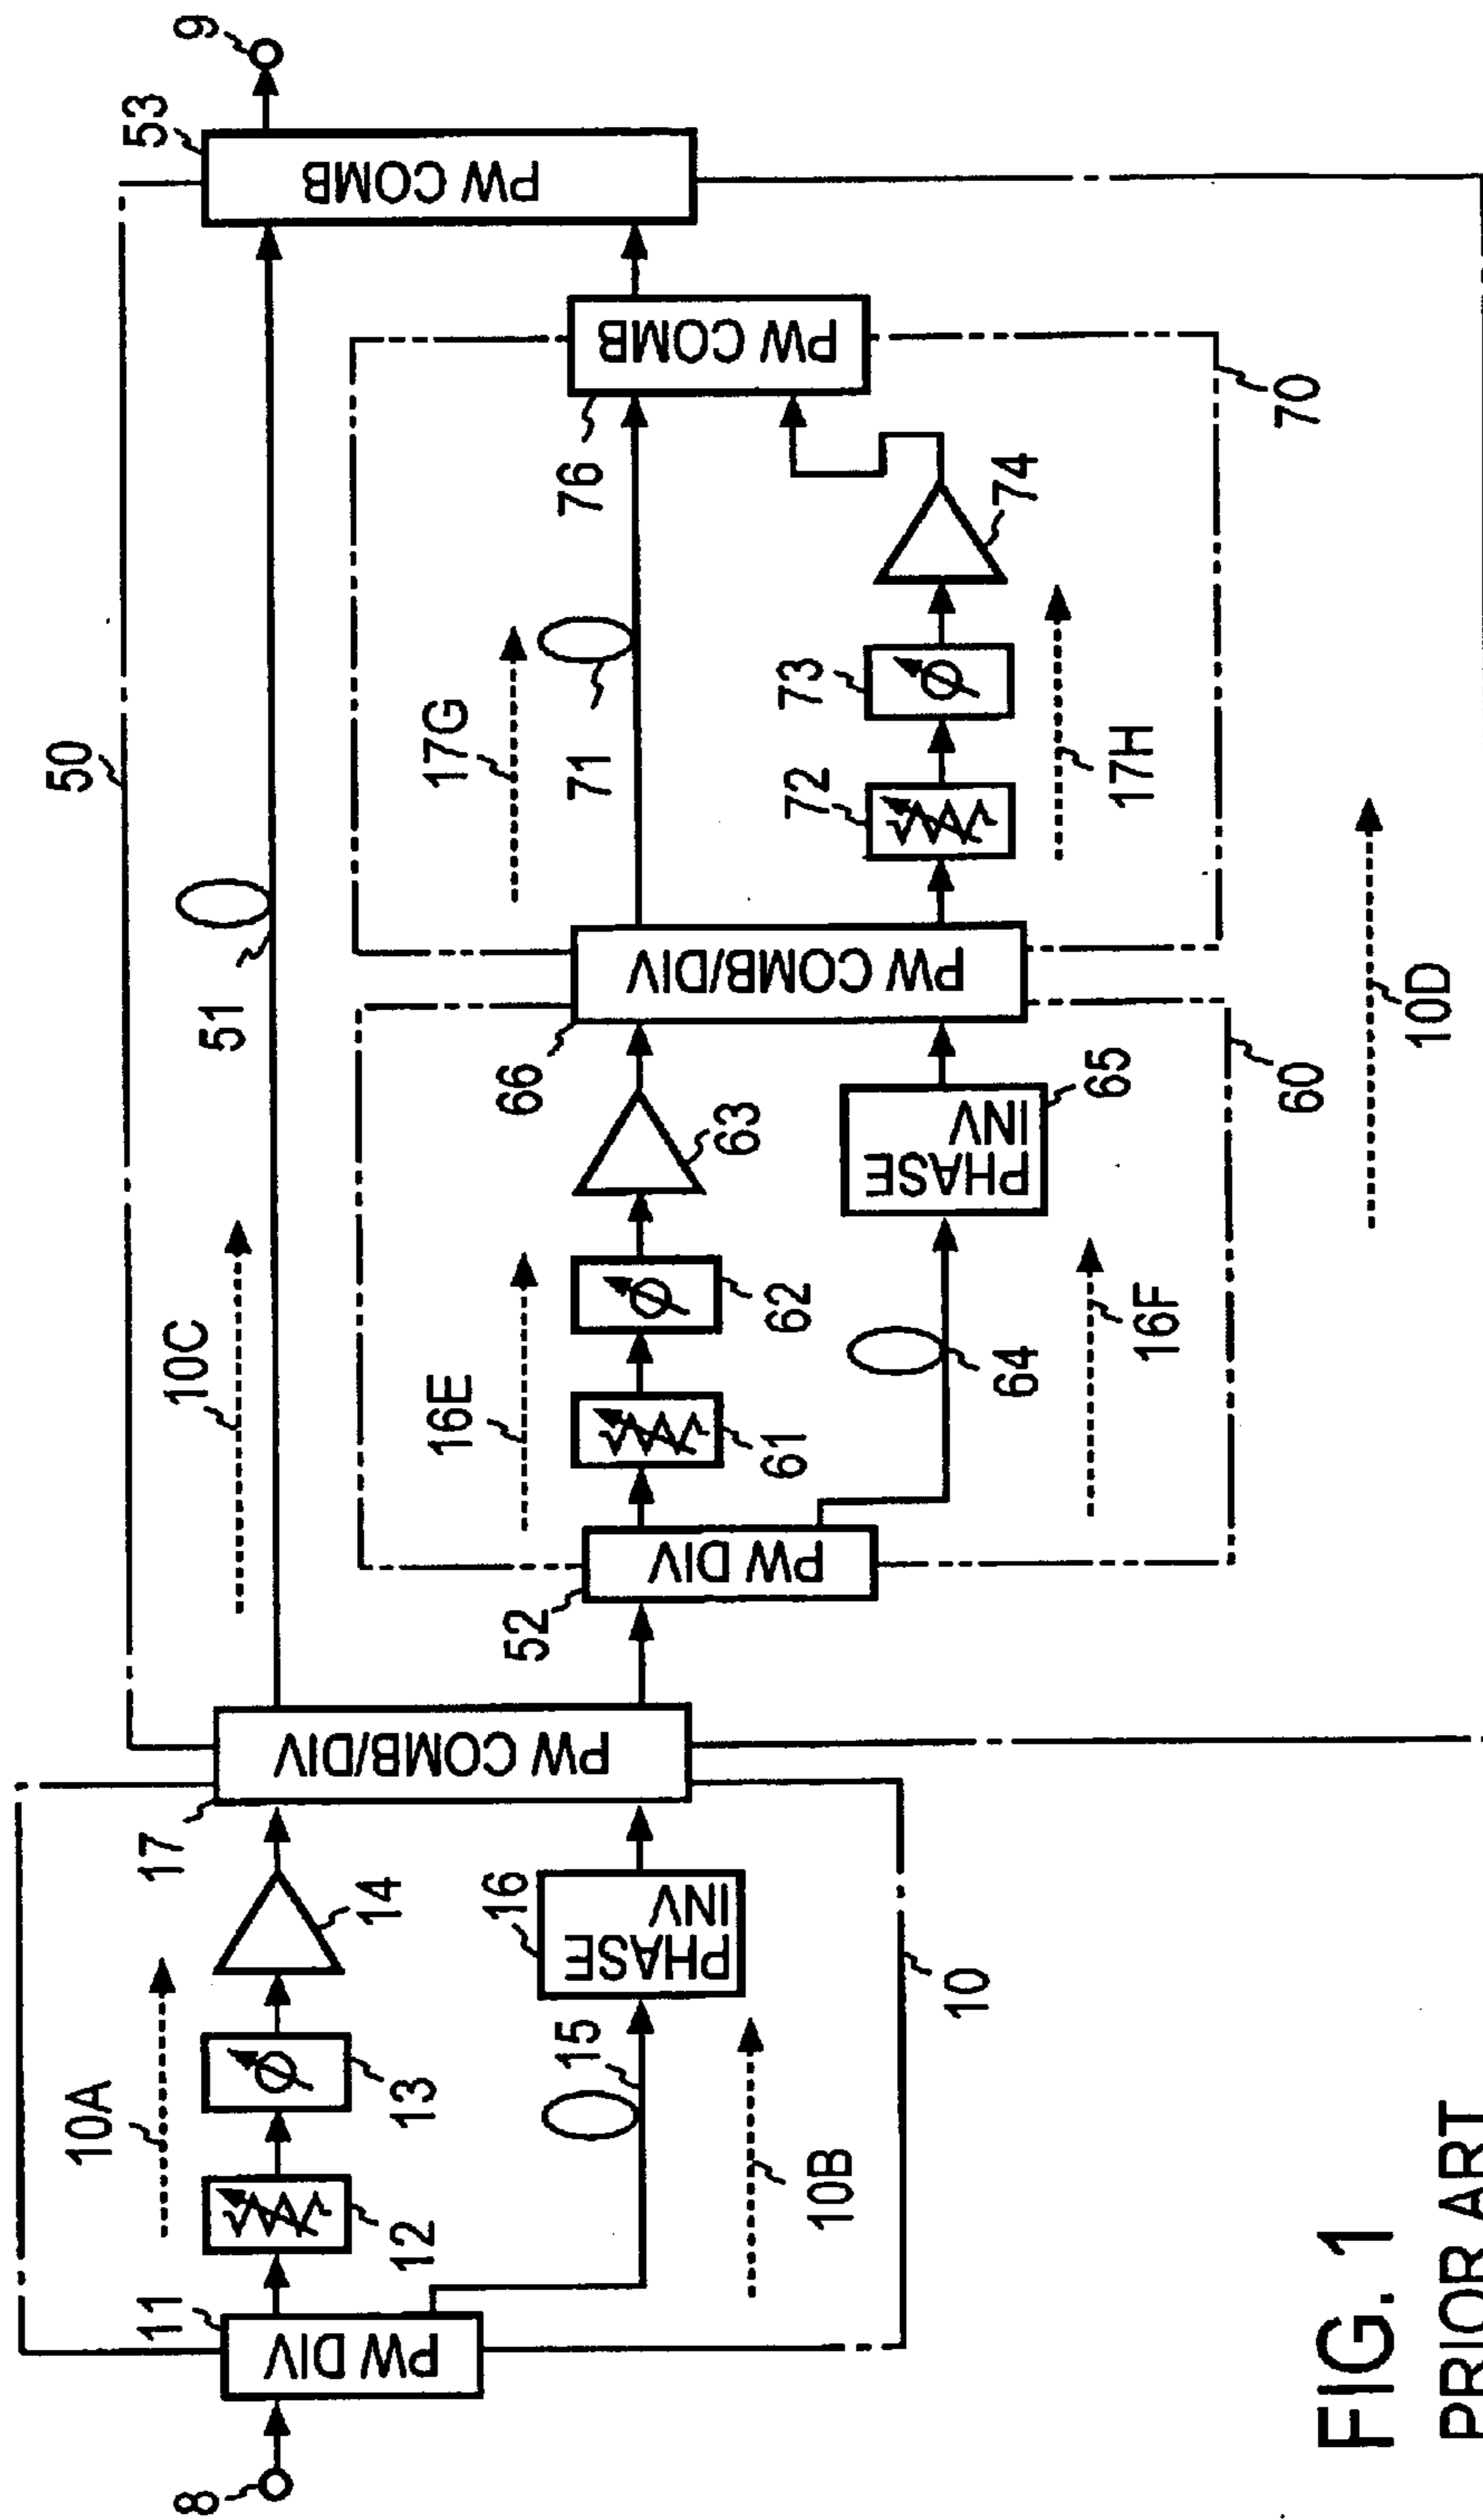 8
11
PW DIV
10A
12
13
14
15
PHASE
INV
16
10B
10
17
PW COMB/DIV
50
10C
51
52
PW DIV
16E
61
62
63
64
PHASE
INV
65
16F
60
66
PW COMB/DIV
17G
71
72
73
74
17H
76
PW COMB
70
10D
53
PW COMB
9
FIG. 1
PRIOR ART